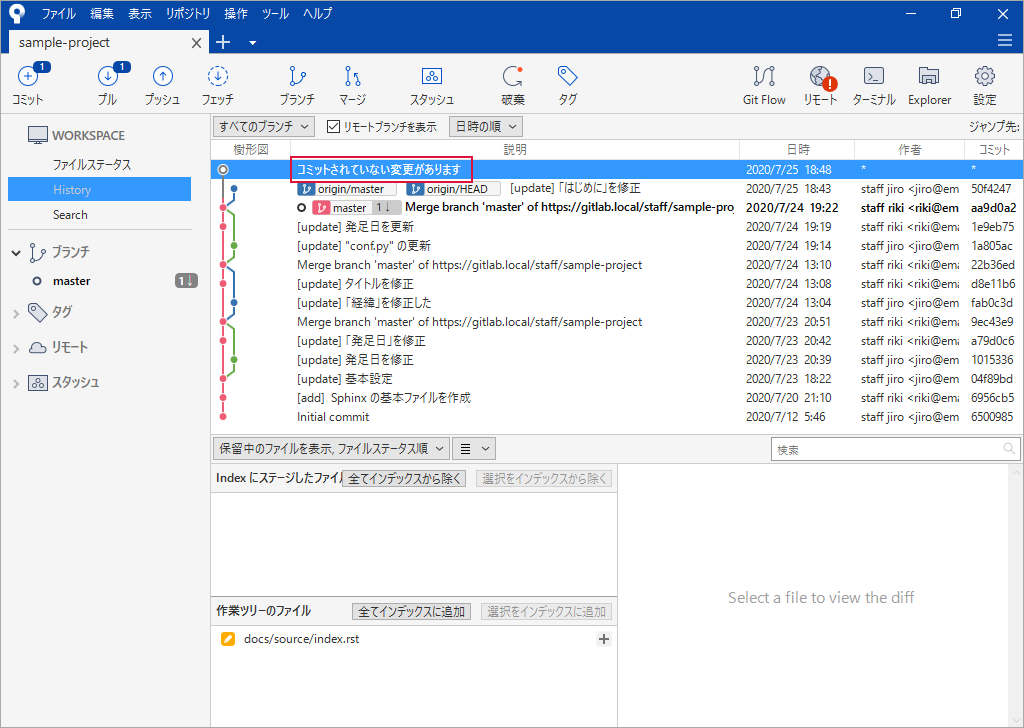 ファイル 編集 表示 リポジトリ 操作 ツール ヘルプ
sample-project
1 1
コミット プル プッシュ フェッチ ブランチ マージ スタッシュ 破棄 タグ Git Flow リモート ターミナル Explorer 設定
WORKSPACE
ファイルステータス
History
Search
ブランチ
master 1↓
タグ
リモート
スタッシュ
すべてのブランチ リモートブランチを表示 日時の順 ジャンプ先:
樹形図 説明 日時 作者 コミット
コミットされていない変更があります 2020/7/25 18:48 * *
origin/master origin/HEAD [update] 「はじめに」を修正 2020/7/25 18:43 staff jiro <jiro@em 50f4247
master 1↓ Merge branch 'master' of https://gitlab.local/staff/sample-proj 2020/7/24 19:22 staff riki <riki@em aa9d0a2
[update] 発足日を更新 2020/7/24 19:19 staff riki <riki@ema 1e9eb75
[update] "conf.py" の更新 2020/7/24 19:14 staff jiro <jiro@em 1a805ac
Merge branch 'master' of https://gitlab.local/staff/sample-project 2020/7/24 13:10 staff riki <riki@ema 22b36ed
[update] タイトルを修正 2020/7/24 13:08 staff riki <riki@ema d8e11b6
[update] 「経緯」を修正した 2020/7/24 13:04 staff jiro <jiro@em fab0c3d
Merge branch 'master' of https://gitlab.local/staff/sample-project 2020/7/23 20:51 staff riki <riki@ema 9ec43e9
[update] 「発足日」を修正 2020/7/23 20:42 staff riki <riki@ema a79d0c6
[update] 発足日を修正 2020/7/23 20:39 staff jiro <jiro@em 1015336
[update] 基本設定 2020/7/23 18:22 staff riki <riki@ema 04f89bd
[add] Sphinx の基本ファイルを作成 2020/7/20 21:10 staff riki <riki@ema 6956cb5
Initial commit 2020/7/12 5:46 staff jiro <jiro@em 6500985
保留中のファイルを表示, ファイルステータス順 検索
Index にステージしたファイル 全てインデックスから除く 選択をインデックスから除く
作業ツリーのファイル 全てインデックスに追加 選択をインデックスに追加
docs/source/index.rst
Select a file to view the diff